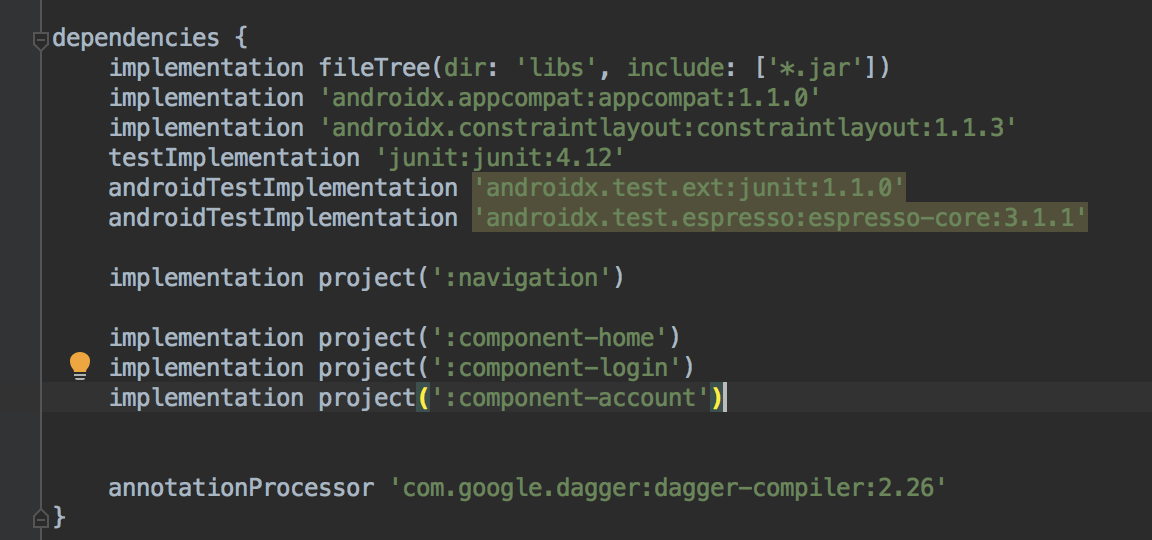 dependencies {
    implementation fileTree(dir: 'libs', include: ['*.jar'])
    implementation 'androidx.appcompat:appcompat:1.1.0'
    implementation 'androidx.constraintlayout:constraintlayout:1.1.3'
    testImplementation 'junit:junit:4.12'
    androidTestImplementation 'androidx.test.ext:junit:1.1.0'
    androidTestImplementation 'androidx.test.espresso:espresso-core:3.1.1'
    implementation project(':navigation')
    implementation project(':component-home')
    implementation project(':component-login')
    implementation project(':component-account')
    annotationProcessor 'com.google.dagger:dagger-compiler:2.26'
}